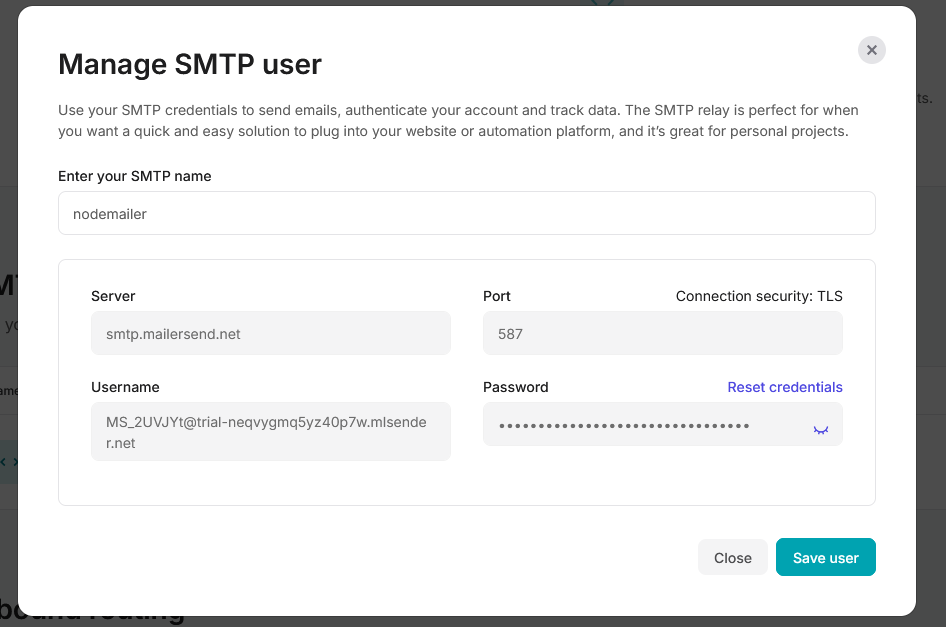 Manage SMTP user
ts.
Use your SMTP credentials to send emails, authenticate your account and track data. The SMTP relay is perfect for when
you want a quick and easy solution to plug into your website or automation platform, and it’s great for personal projects.
Enter your SMTP name
nodemailer
Server
Port
Connection security: TLS
smtp.mailersend.net
587
Username
Password
Reset credentials
MS_2UVJYt@trial-neqvygmq5yz40p7w.mlsende
r.net
••••••••••••••••••••••••••••••••
Close
Save user